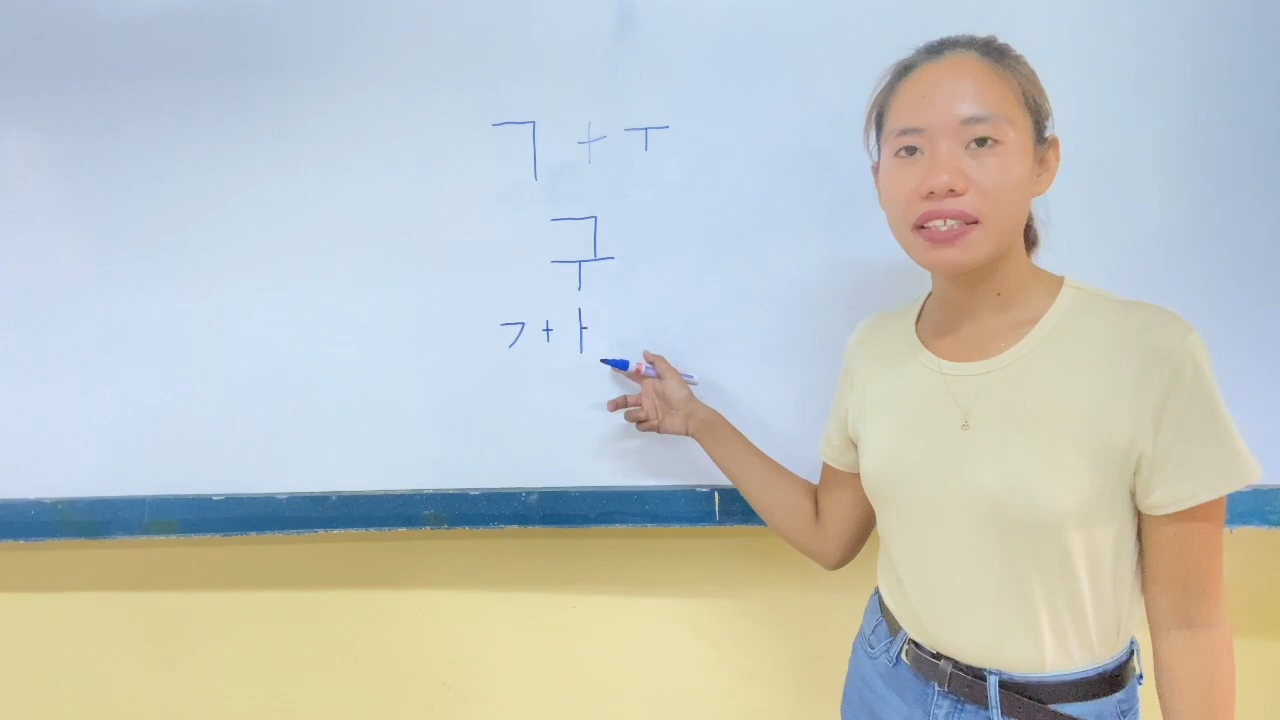 ㄱ + ㅜ
구
ㄱ + ㅏ